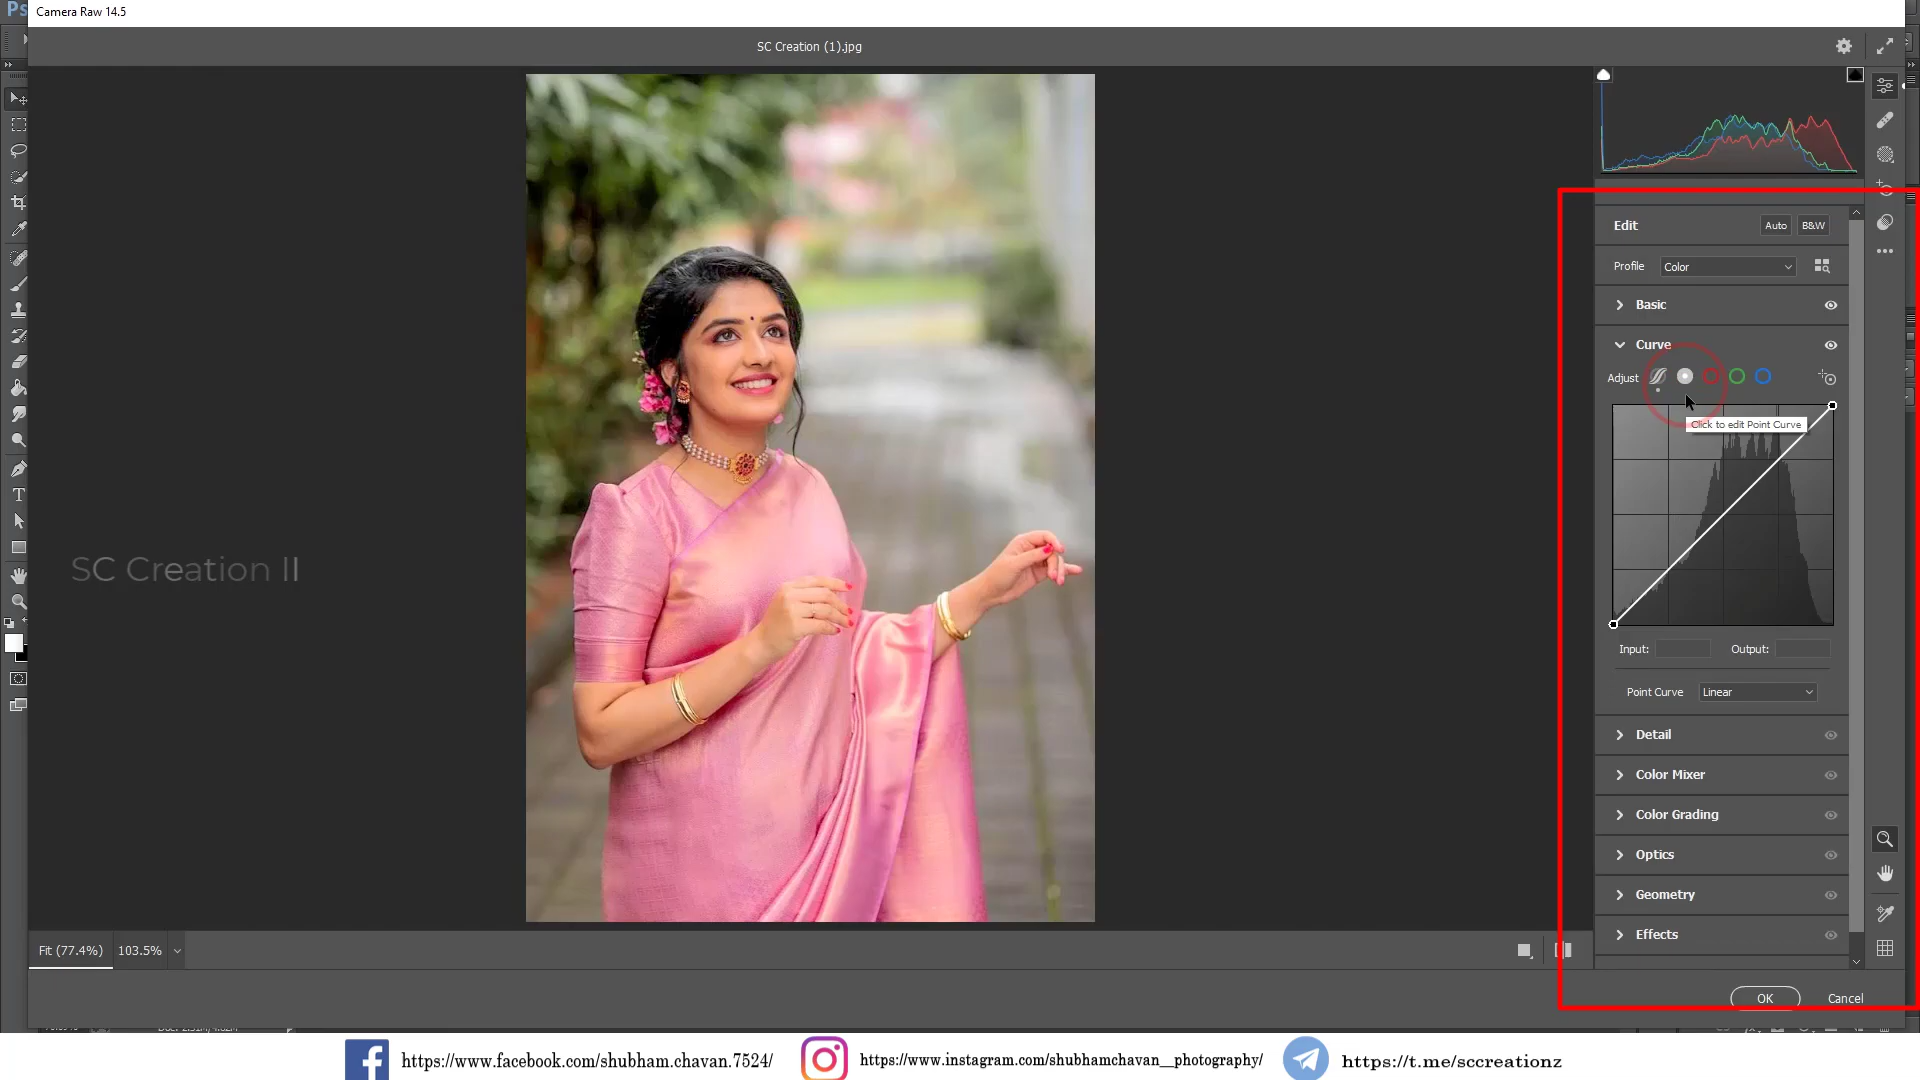 Ps
Camera Raw 14.5
SC Creation (1).jpg
Edit
Auto
B&W
Profile
Color
Basic
Curve
Adjust
Click to edit Point Curve
Input:
Output:
Point Curve
Linear
Detail
Color Mixer
Color Grading
Optics
Geometry
Effects
SC Creation II
Fit (77.4%)
103.5%
OK
Cancel
https://www.facebook.com/shubham.chavan.7524/
https://www.instagram.com/shubhamchavan__photography/
https://t.me/sccreationz